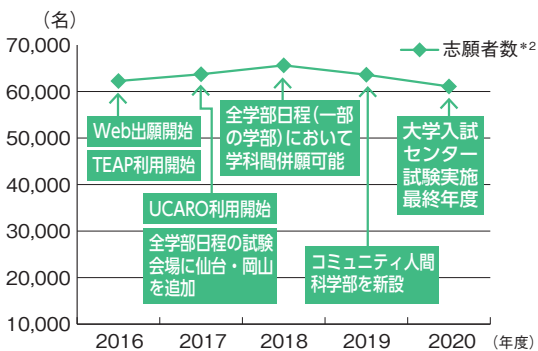 (名)
70,000
60,000
50,000
40,000
30,000
20,000
10,000
志願者数*2
Web出願開始
TEAP利用開始
UCARO利用開始
全学部日程の試験
会場に仙台・岡山
を追加
全学部日程(一部
の学部)において
学科間併願可能
コミュニティ人間
科学部を新設
大学入試
センター
試験実施
最終年度
2016 2017 2018 2019 2020 (年度)